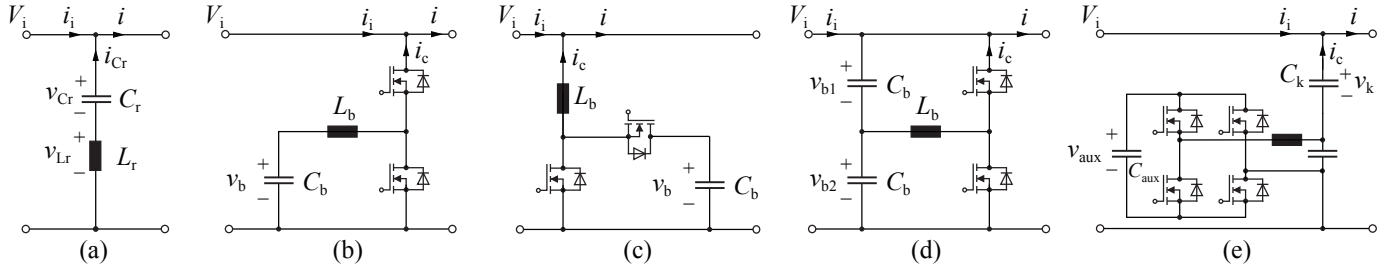 V_i i_i i
i_Cr
v_Cr + − C_r
v_Lr + − L_r
(a)
V_i i_i i
i_c
L_b
v_b + − C_b
(b)
V_i i_i i
i_c
L_b
v_b + − C_b
(c)
V_i i_i i
i_c
v_b1 + − C_b
L_b
v_b2 + − C_b
(d)
V_i i_i i
i_c
C_k + − v_k
v_aux + − C_aux
(e)